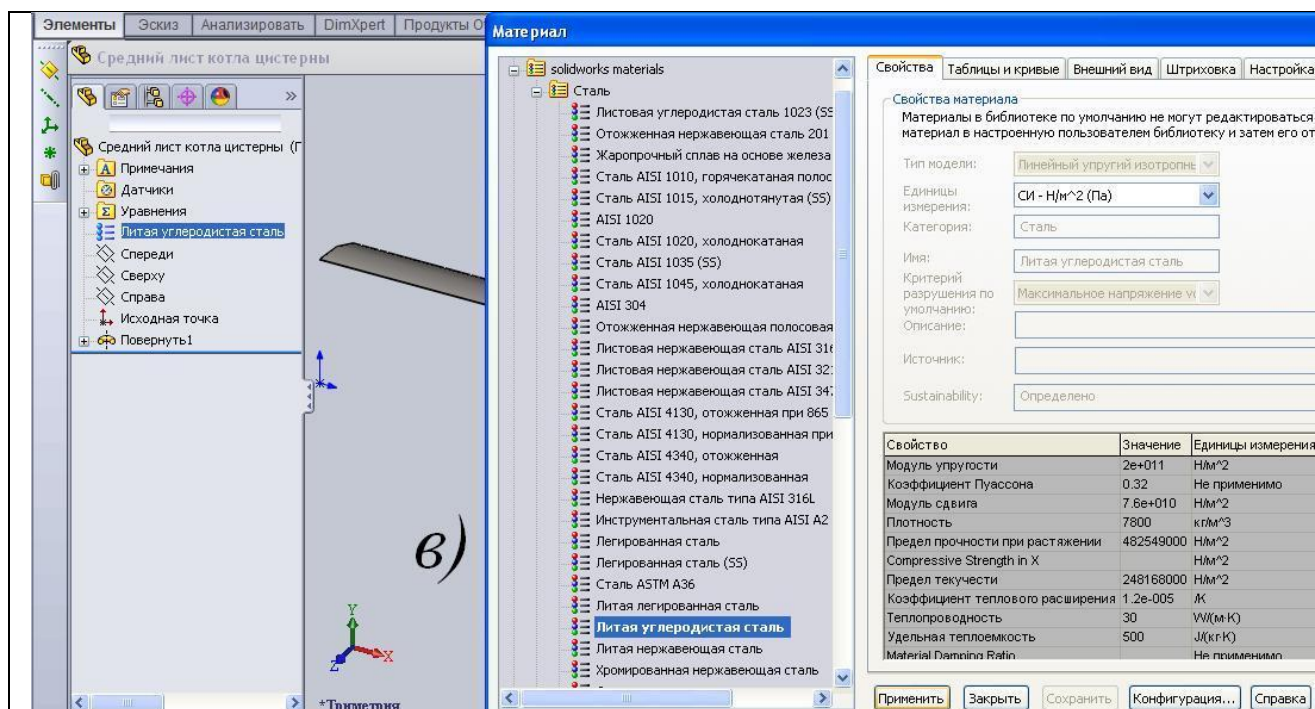 Элементы Эскиз Анализировать DimXpert Продукты O
Средний лист котла цистерны
»
Средний лист котла цистерны (Г
Примечания
Датчики
Уравнения
Литая углеродистая сталь
Спереди
Сверху
Справа
Исходная точка
Повернуть1
в)
Y
X
Z
*Триметрия
Материал
solidworks materials
Сталь
Листовая углеродистая сталь 1023 (SS
Отожженная нержавеющая сталь 201
Жаропрочный сплав на основе железа
Сталь AISI 1010, горячекатаная полос
Сталь AISI 1015, холоднотянутая (SS)
AISI 1020
Сталь AISI 1020, холоднокатаная
Сталь AISI 1035 (SS)
Сталь AISI 1045, холоднокатаная
AISI 304
Отожженная нержавеющая полосовая
Листовая нержавеющая сталь AISI 316
Листовая нержавеющая сталь AISI 32
Листовая нержавеющая сталь AISI 34
Сталь AISI 4130, отожженная при 865
Сталь AISI 4130, нормализованная при
Сталь AISI 4340, отожженная
Сталь AISI 4340, нормализованная
Нержавеющая сталь типа AISI 316L
Инструментальная сталь типа AISI A2
Легированная сталь
Легированная сталь (SS)
Сталь ASTM A36
Литая легированная сталь
Литая углеродистая сталь
Литая нержавеющая сталь
Хромированная нержавеющая сталь
Свойства Таблицы и кривые Внешний вид Штриховка Настройка
Свойства материала
Материалы в библиотеке по умолчанию не могут редактироваться
материал в настроенную пользователем библиотеку и затем его от
Тип модели: Линейный упругий изотропнь
Единицы измерения: СИ - Н/м^2 (Па)
Категория: Сталь
Имя: Литая углеродистая сталь
Критерий разрушения по умолчанию: Максимальное напряжение
Описание:
Источник:
Sustainability: Определено
Свойство Значение Единицы измерения
Модуль упругости 2e+011 Н/м^2
Коэффициент Пуассона 0.32 Не применимо
Модуль сдвига 7.6e+010 Н/м^2
Плотность 7800 кг/м^3
Предел прочности при растяжении 482549000 Н/м^2
Compressive Strength in X Н/м^2
Предел текучести 248168000 Н/м^2
Коэффициент теплового расширения 1.2e-005 /K
Теплопроводность 30 W/(м·K)
Удельная теплоемкость 500 J/(кг·K)
Material Damping Ratio Не применимо
Применить Закрыть Сохранить Конфигурация... Справка